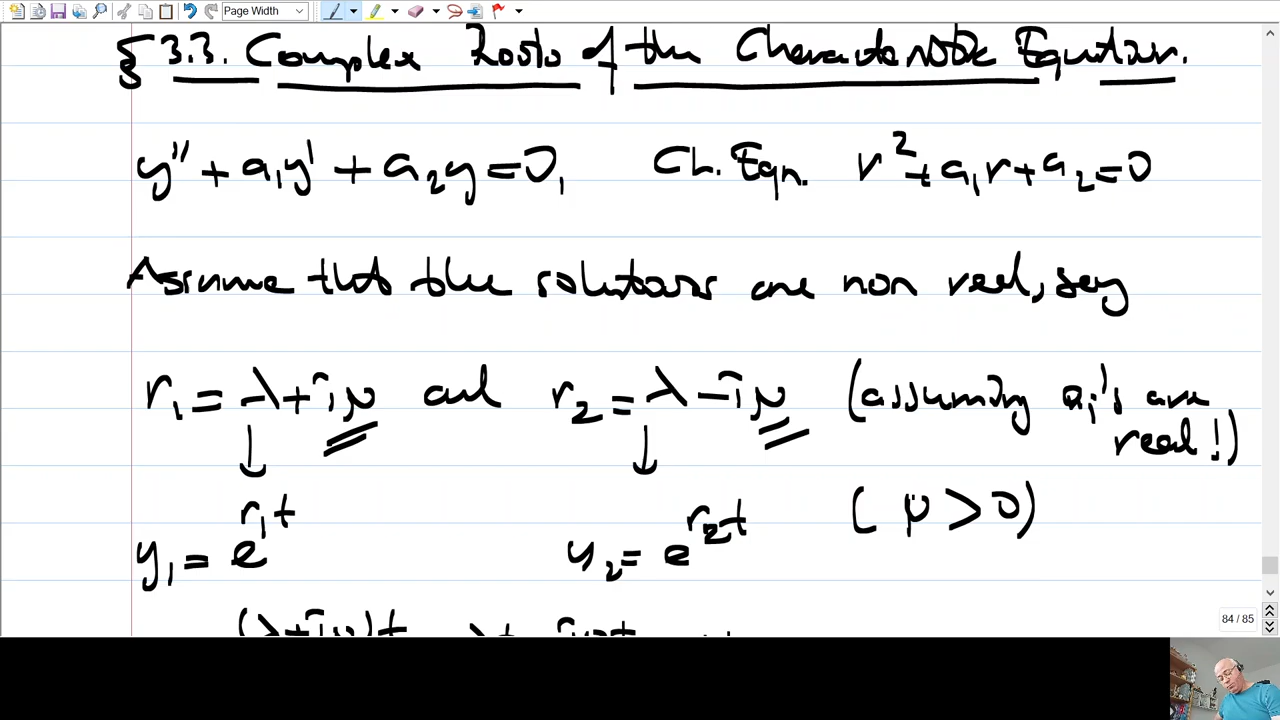 Page Width
§ 3.3. Complex Roots of the Characteristic Equation.
y'' + a₁y' + a₂y = 0, Ch. Eqn. r² + a₁r + a₂ = 0
Assume that the solutions are non real, say
r₁ = λ + iμ and r₂ = λ − iμ (assuming aᵢ's are
real!)
(μ > 0)
y₁ = e^{r₁t} y₂ = e^{r₂t}
84 / 85